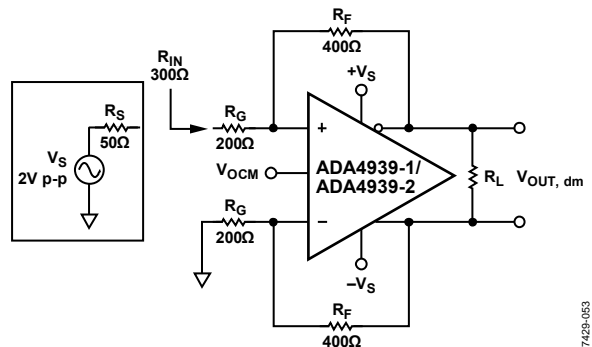 RF
400Ω
RIN
300Ω
+VS
RS
50Ω
VS
2V p-p
RG
200Ω
+
VOCM
ADA4939-1/
ADA4939-2
RL
VOUT, dm
RG
200Ω
–
–VS
RF
400Ω
7429-053